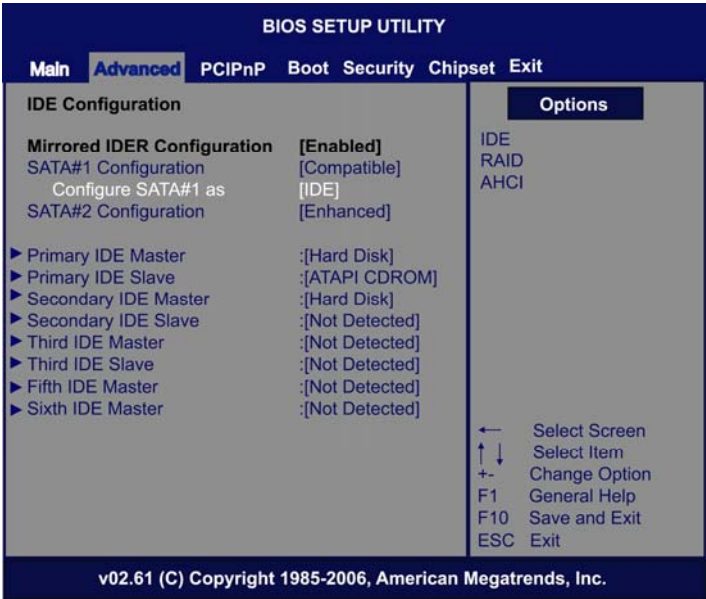 BIOS SETUP UTILITY
Main Advanced PCIPnP Boot Security Chipset Exit
IDE Configuration
Mirrored IDER Configuration [Enabled]
SATA#1 Configuration [Compatible]
Configure SATA#1 as [IDE]
SATA#2 Configuration [Enhanced]
Primary IDE Master :[Hard Disk]
Primary IDE Slave :[ATAPI CDROM]
Secondary IDE Master :[Hard Disk]
Secondary IDE Slave :[Not Detected]
Third IDE Master :[Not Detected]
Third IDE Slave :[Not Detected]
Fifth IDE Master :[Not Detected]
Sixth IDE Master :[Not Detected]
Options
IDE
RAID
AHCI
← Select Screen
↑ ↓ Select Item
+- Change Option
F1 General Help
F10 Save and Exit
ESC Exit
v02.61 (C) Copyright 1985-2006, American Megatrends, Inc.